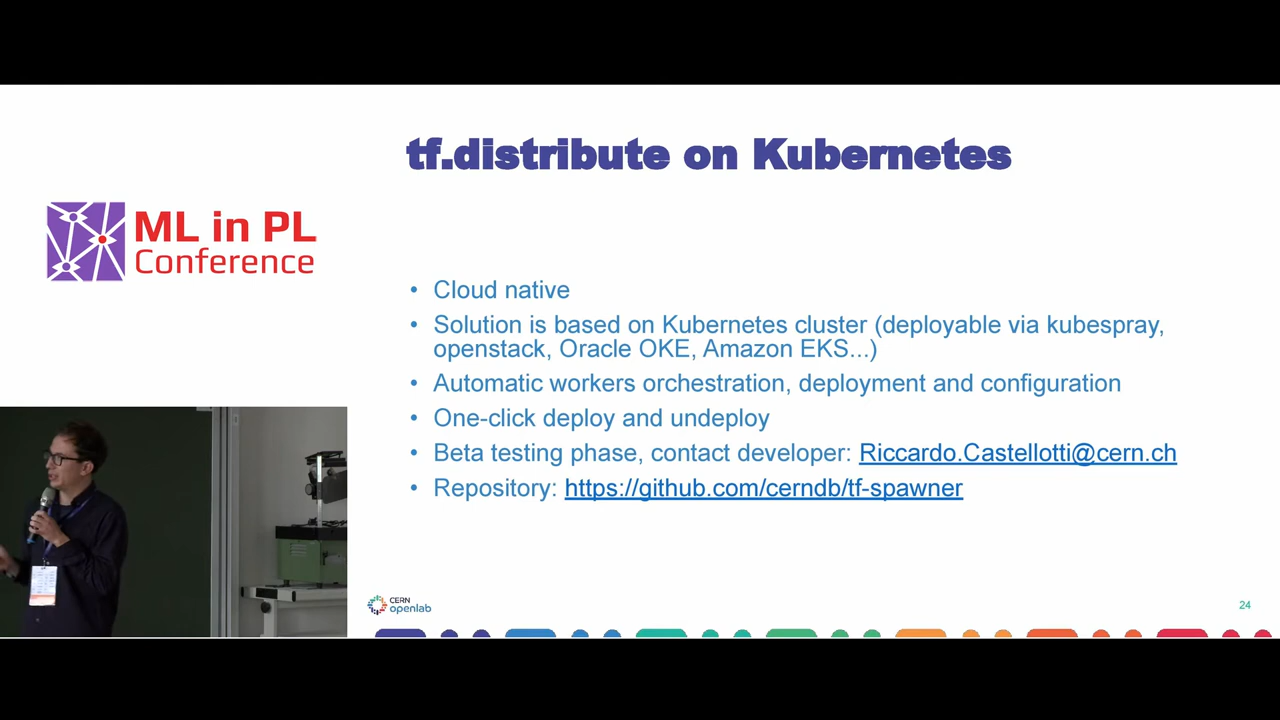 tf.distribute on Kubernetes
ML in PL
Conference
• Cloud native
• Solution is based on Kubernetes cluster (deployable via kubespray,
openstack, Oracle OKE, Amazon EKS...)
• Automatic workers orchestration, deployment and configuration
• One-click deploy and undeploy
• Beta testing phase, contact developer: Riccardo.Castellotti@cern.ch
• Repository: https://github.com/cerndb/tf-spawner
CERN
openlab
24